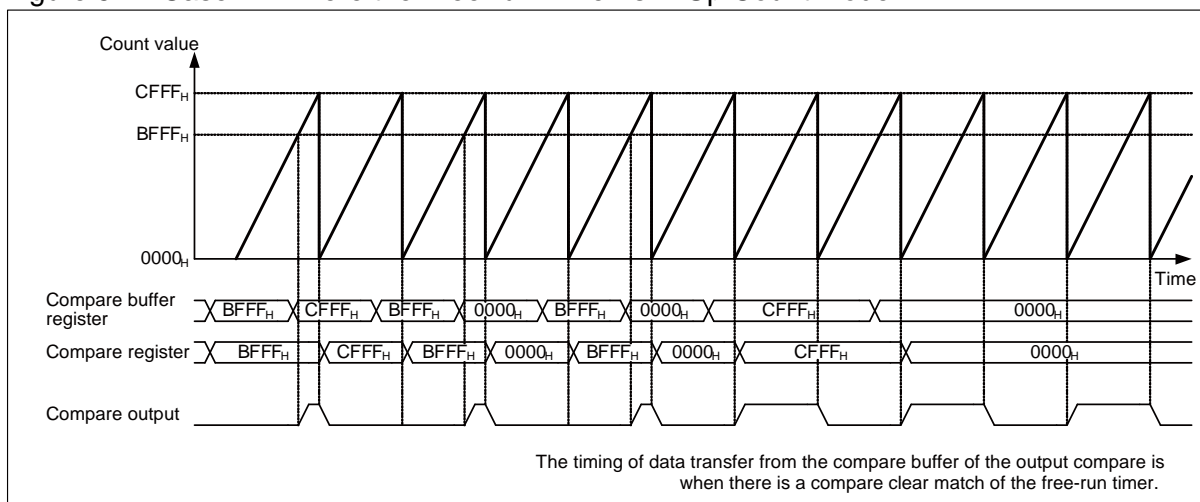 Count value
CFFFH
BFFFH
0000H
Time
Compare buffer
register
BFFFH CFFFH BFFFH 0000H BFFFH 0000H CFFFH 0000H
Compare register
BFFFH CFFFH BFFFH 0000H BFFFH 0000H CFFFH 0000H
Compare output
The timing of data transfer from the compare buffer of the output compare is
when there is a compare clear match of the free-run timer.